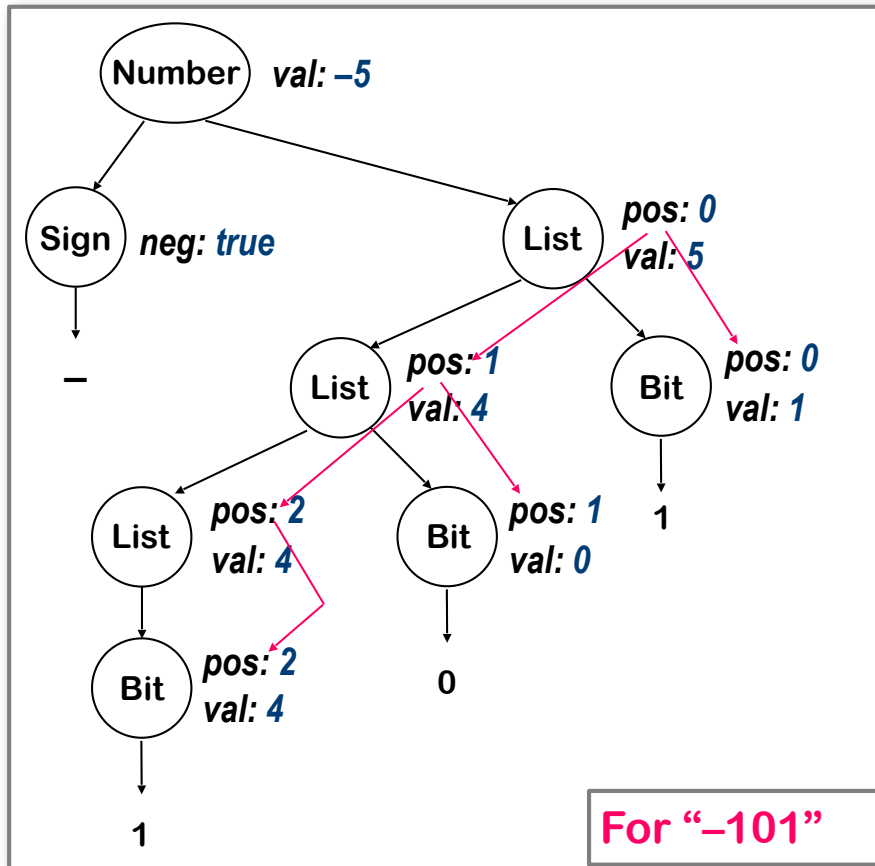 Number val: –5
Sign neg: true
List pos: 0
val: 5
–
List pos: 1
val: 4
Bit pos: 0
val: 1
List pos: 2
val: 4
Bit pos: 1
val: 0
1
Bit pos: 2
val: 4
0
1
For “–101”